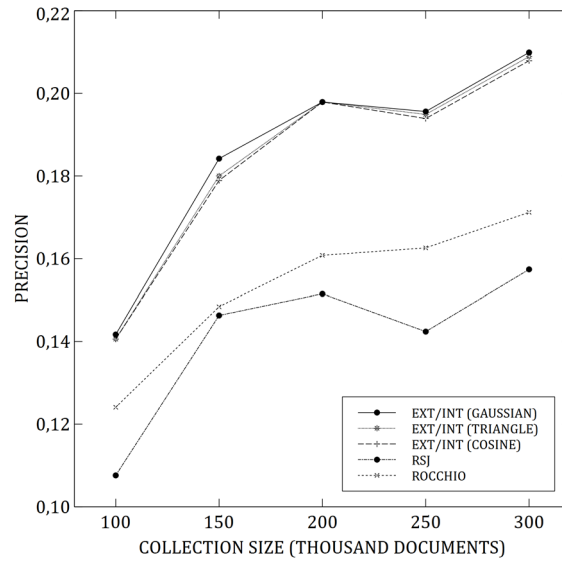 0,22
0,20
0,18
0,16
0,14
0,12
0,10
PRECISION
EXT/INT (GAUSSIAN)
EXT/INT (TRIANGLE)
EXT/INT (COSINE)
RSJ
ROCCHIO
100 150 200 250 300
COLLECTION SIZE (THOUSAND DOCUMENTS)